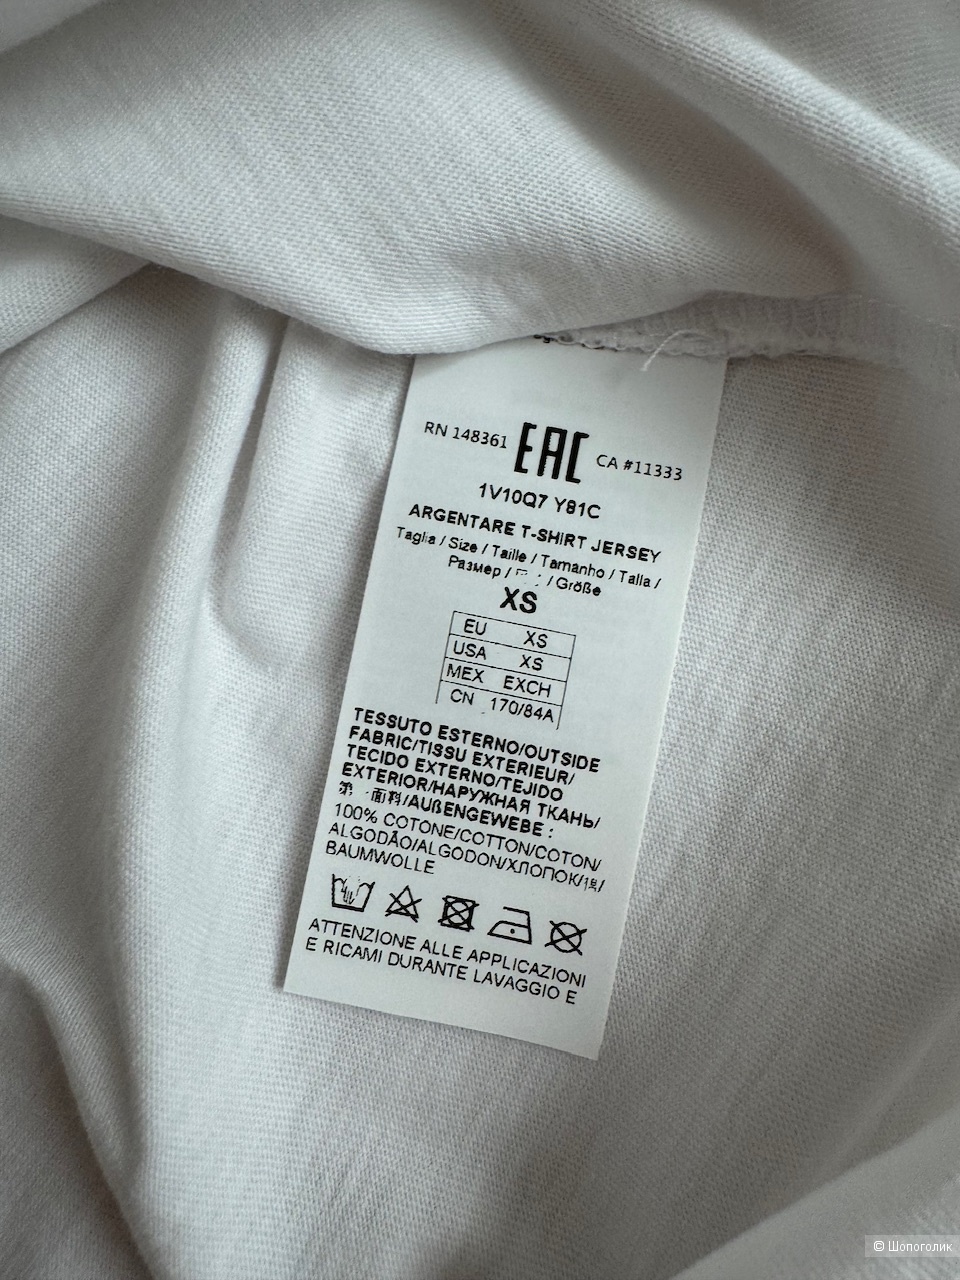 RN 148361 EAC CA #11333
1V10Q7 Y81C
ARGENTARE T-SHIRT JERSEY
Taglia / Size / Taille / Tamanho / Talla /
Размер / / Größe
XS
EU XS
USA XS
MEX EXCH
CN 170/84A
TESSUTO ESTERNO/OUTSIDE
FABRIC/TISSU EXTERIEUR/
TECIDO EXTERNO/TEJIDO
EXTERIOR/НАРУЖНАЯ ТКАНЬ/
面料/AUßENGEWEBE :
100% COTONE/COTTON/COTON/
ALGODÃO/ALGODON/ХЛОПОК/
BAUMWOLLE
ATTENZIONE ALLE APPLICAZIONI
E RICAMI DURANTE LAVAGGIO E
© Шопоголик